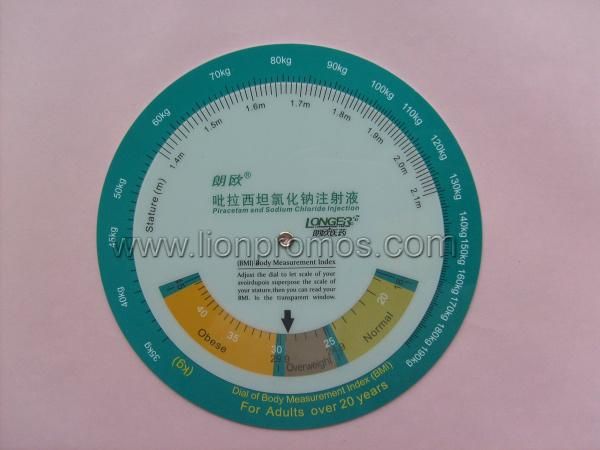 35kg 40kg 45kg 50kg 60kg 70kg 80kg 90kg 100kg 110kg 120kg 130kg 140kg 150kg 160kg 170kg 180kg 190kg
Stature (m) 1.4m 1.5m 1.6m 1.7m 1.8m 1.9m 2.0m 2.1m
朗欧®
吡拉西坦氯化钠注射液
Piracetam and Sodium Chloride Injection
LONGER
朗欧医药
www.lionpromos.com
(BMI) Body Measurement Index
Adjust the dial to let scale of your
avoirdupois superpose the scale of
your stature,then you can read your
BMI. In the transparent window.
40 35 30 25 20
29.9
Obese Overweight Normal
(kg)
Dial of Body Measurement Index (BMI)
For Adults over 20 years